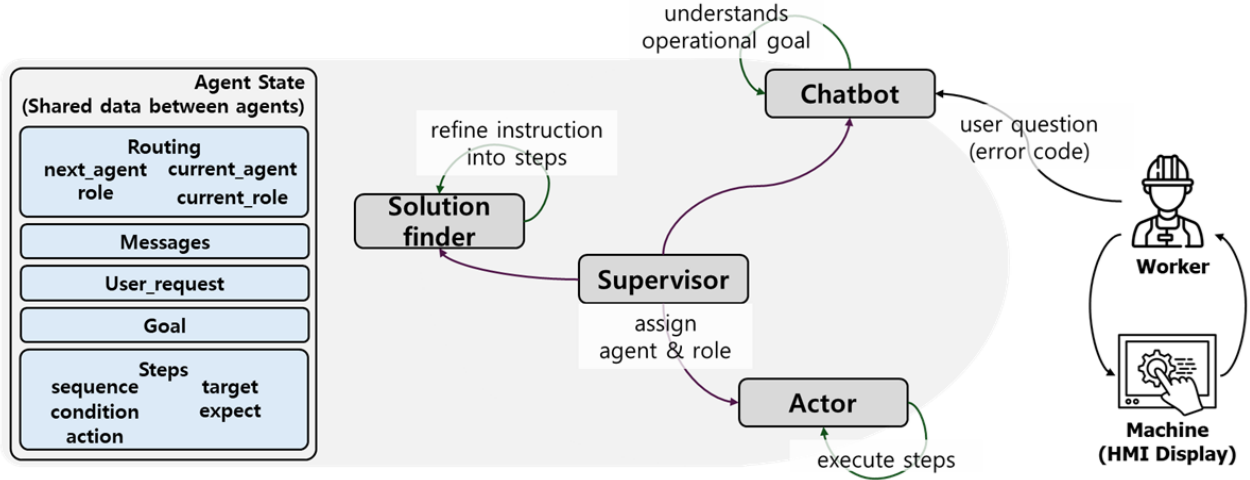 Agent State
(Shared data between agents)
Routing
next_agent current_agent
role current_role
Messages
User_request
Goal
Steps
sequence target
condition expect
action
refine instruction
into steps
Solution
finder
understands
operational goal
Chatbot
Supervisor
assign
agent & role
Actor
execute steps
user question
(error code)
Worker
Machine
(HMI Display)